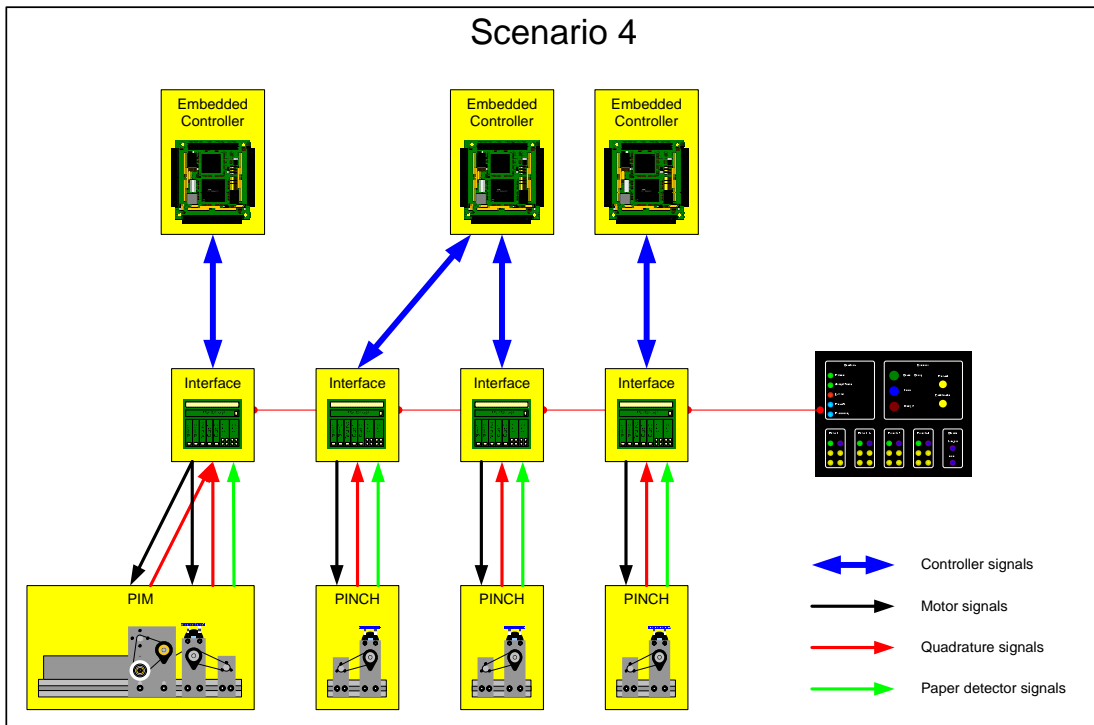 Scenario 4
Embedded
Controller
Embedded
Controller
Embedded
Controller
Interface
Interface
Interface
Interface
PIM
PINCH
PINCH
PINCH
Controller signals
Motor signals
Quadrature signals
Paper detector signals